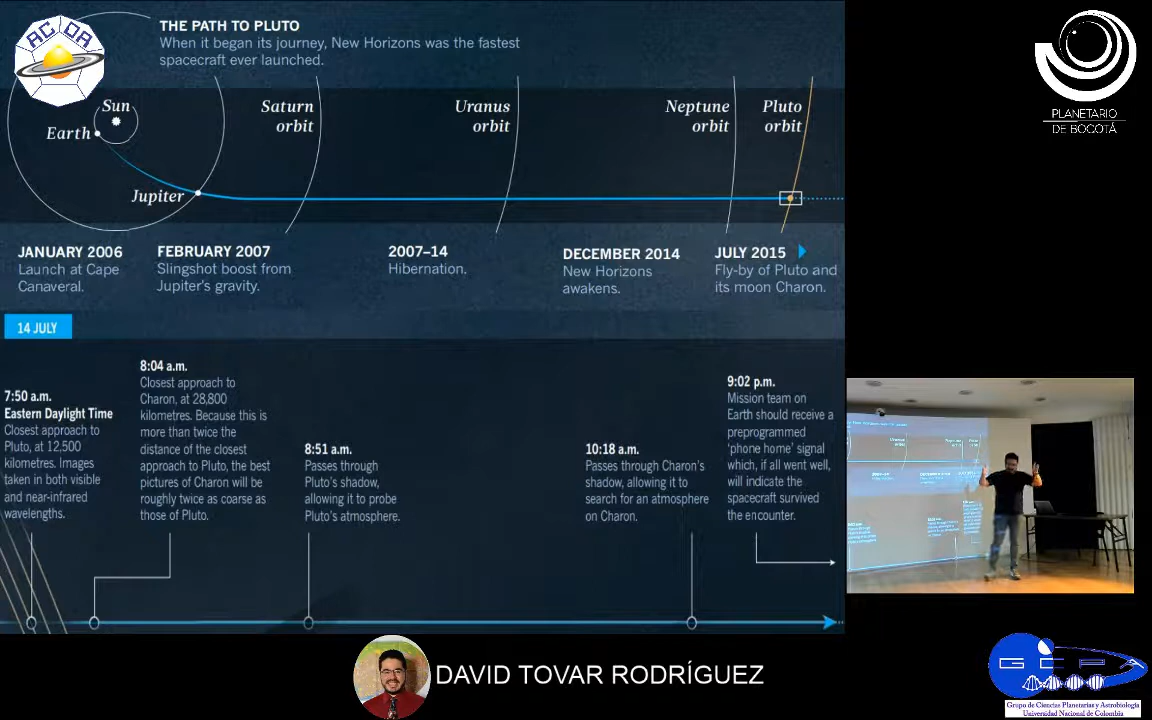 ACDA
THE PATH TO PLUTO
When it began its journey, New Horizons was the fastest
spacecraft ever launched.
Sun
Earth
Jupiter
Saturn
orbit
Uranus
orbit
Neptune
orbit
Pluto
orbit
PLANETARIO
DE BOGOTÁ
JANUARY 2006
Launch at Cape
Canaveral.
FEBRUARY 2007
Slingshot boost from
Jupiter's gravity.
2007–14
Hibernation.
DECEMBER 2014
New Horizons
awakens.
JULY 2015
Fly-by of Pluto and
its moon Charon.
14 JULY
7:50 a.m.
Eastern Daylight Time
Closest approach to
Pluto, at 12,500
kilometres. Images
taken in both visible
and near-infrared
wavelengths.
8:04 a.m.
Closest approach to
Charon, at 28,800
kilometres. Because this is
more than twice the
distance of the closest
approach to Pluto, the best
pictures of Charon will be
roughly twice as coarse as
those of Pluto.
8:51 a.m.
Passes through
Pluto's shadow,
allowing it to probe
Pluto's atmosphere.
10:18 a.m.
Passes through Charon's
shadow, allowing it to
search for an atmosphere
on Charon.
9:02 p.m.
Mission team on
Earth should receive a
preprogrammed
'phone home' signal
which, if all went well,
will indicate the
spacecraft survived
the encounter.
DAVID TOVAR RODRÍGUEZ
GCPA
Grupo de Ciencias Planetarias y Astrobiología
Universidad Nacional de Colombia